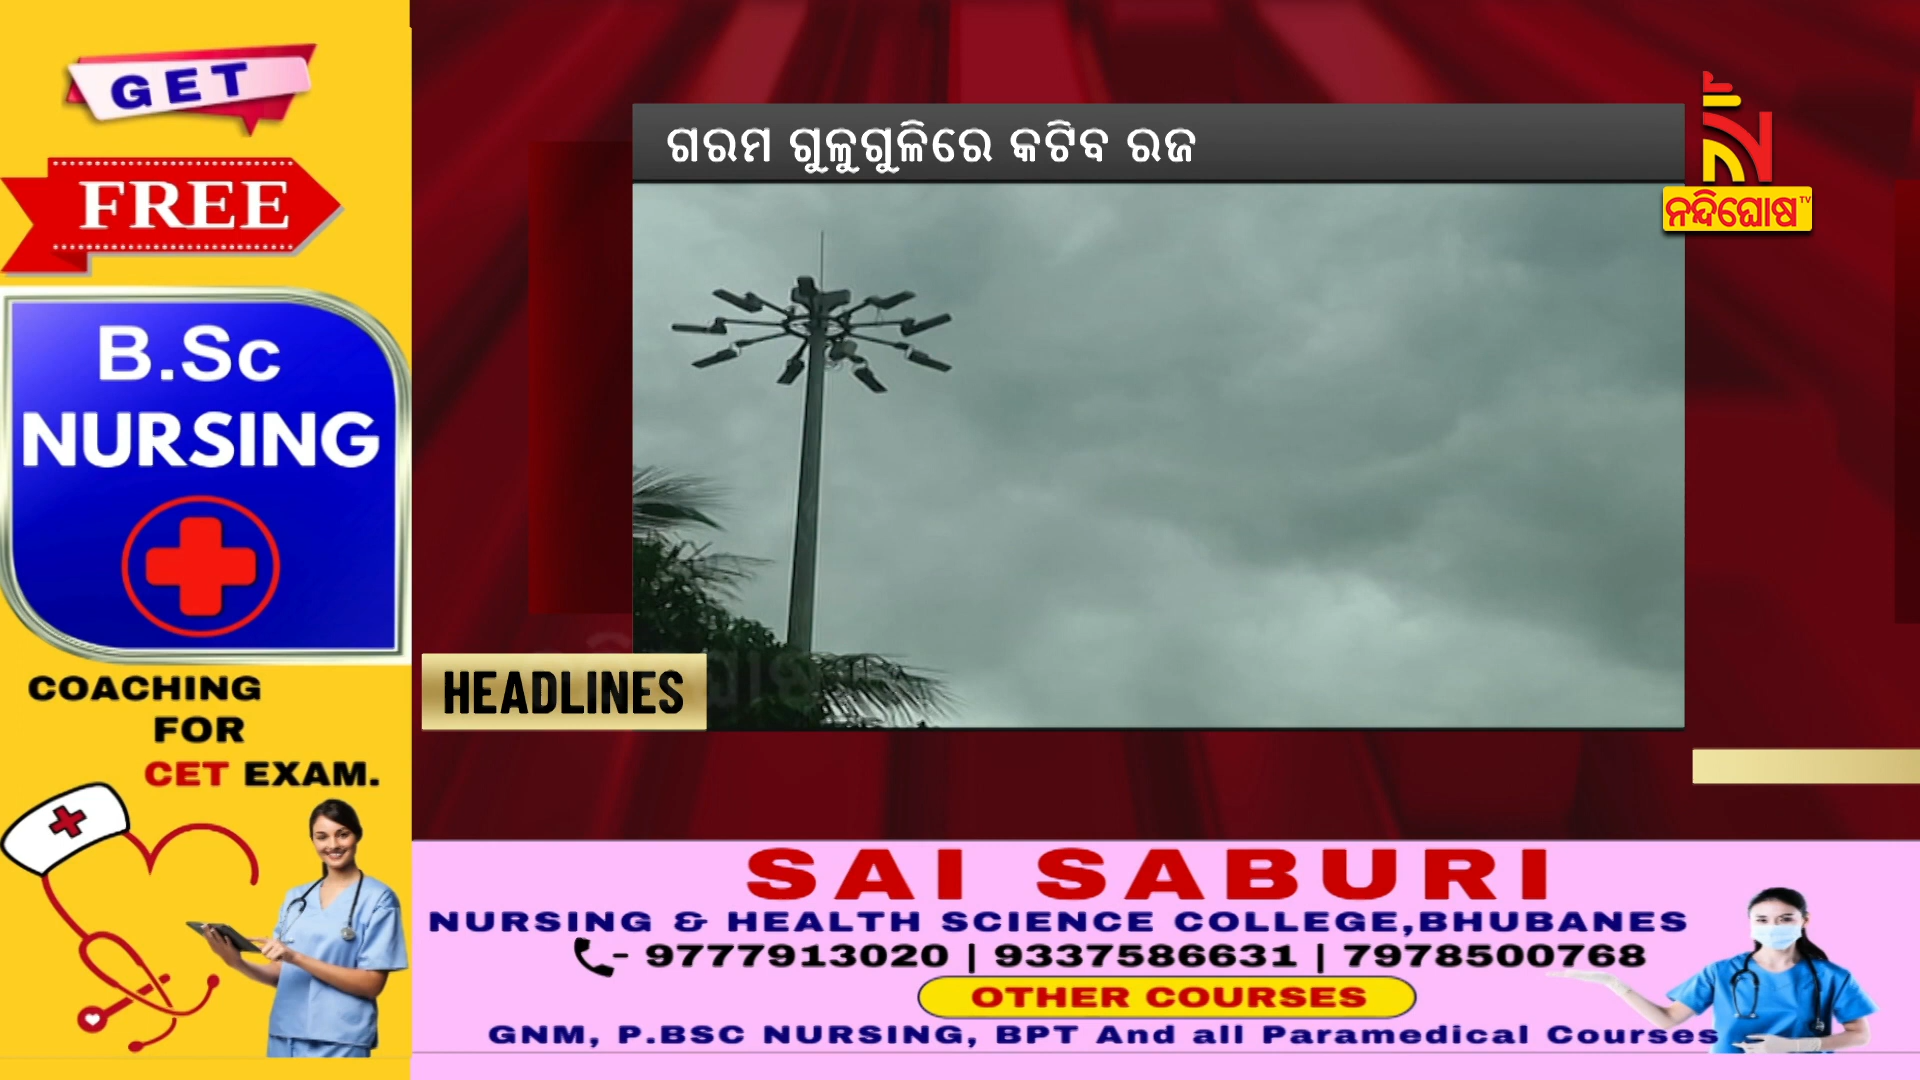 GET
FREE
B.Sc
NURSING
COACHING
FOR
CET EXAM.
ଗରମ ଗୁଳୁଗୁଳିରେ କଟିବ ରଜ
ନନ୍ଦିଘୋଷ TV
HEADLINES
SAI SABURI
NURSING & HEALTH SCIENCE COLLEGE,BHUBANES
- 9777913020 | 9337586631 | 7978500768
OTHER COURSES
GNM, P.BSC NURSING, BPT And all Paramedical Courses